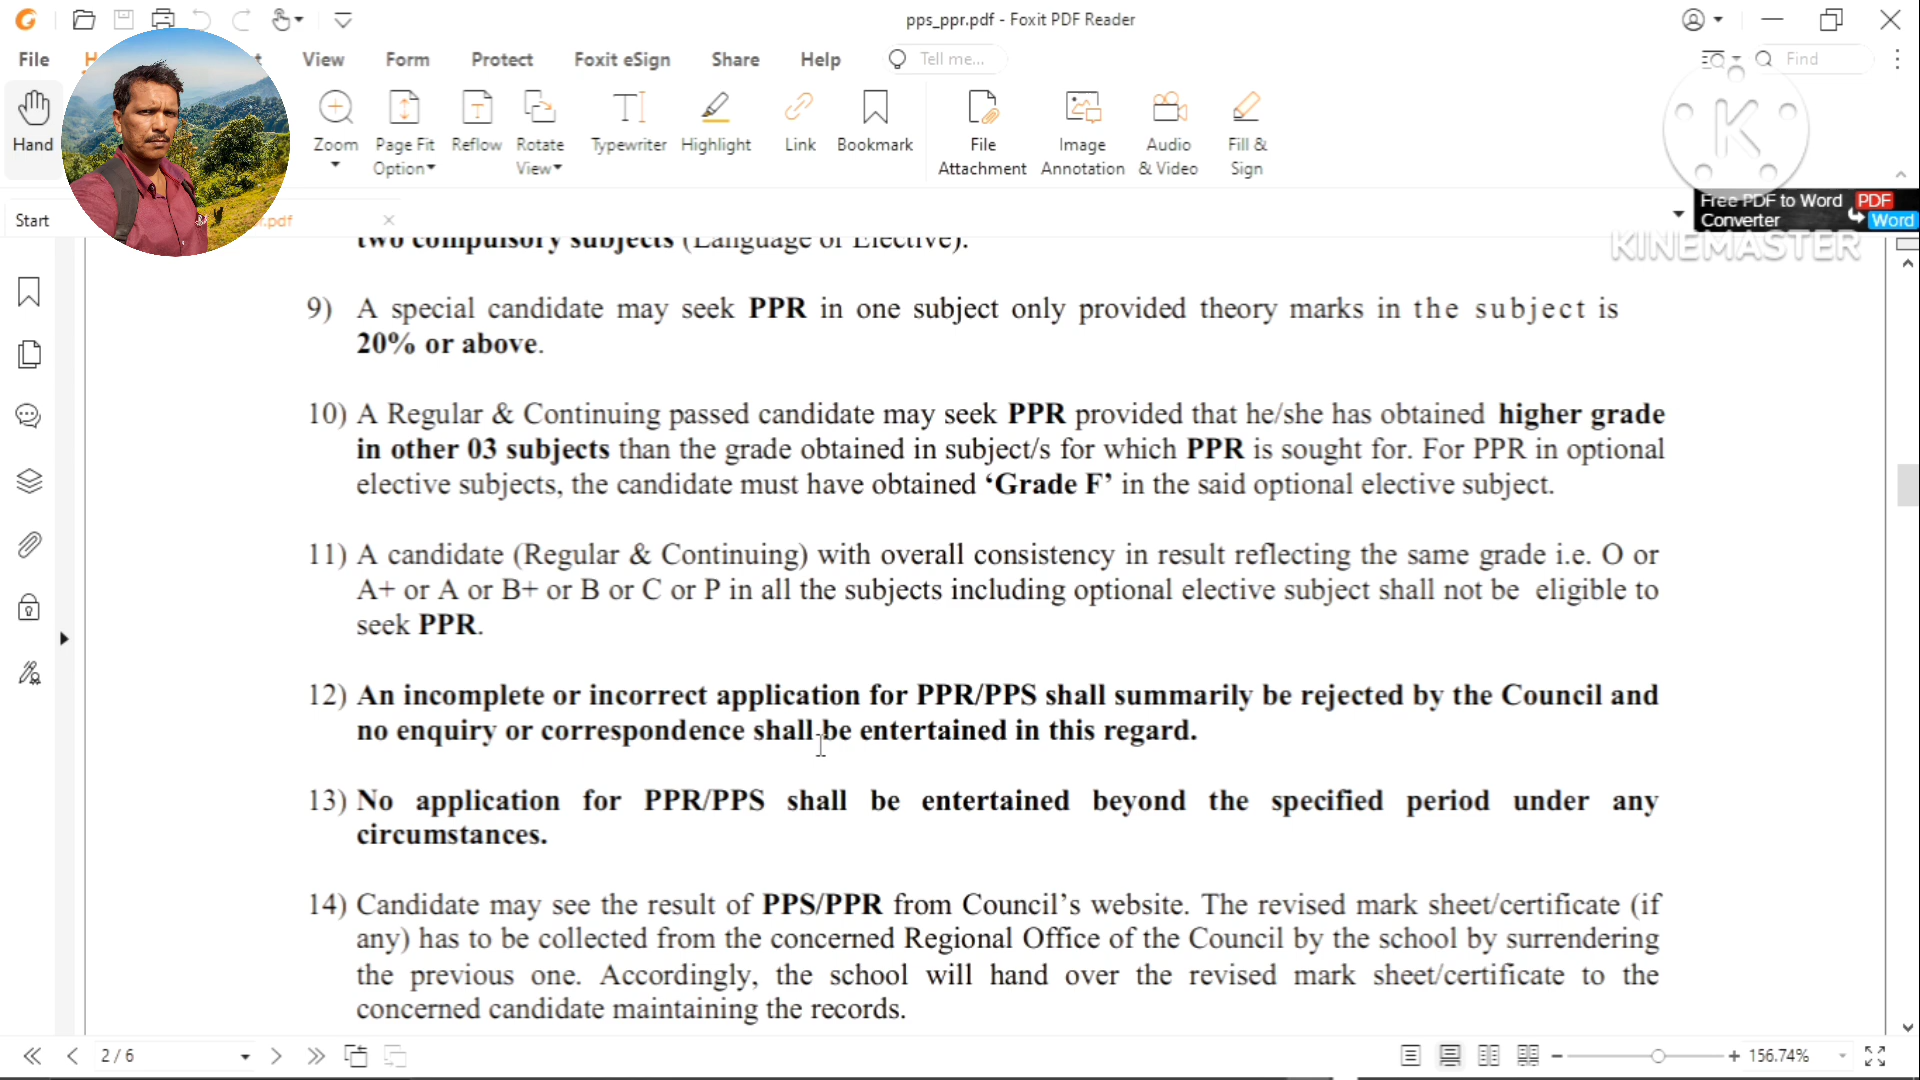 pps_ppr.pdf - Foxit PDF Reader
File
View
Form
Protect
Foxit eSign
Share
Help
Tell me...
Find
Hand
Zoom
Page Fit Option
Reflow
Rotate View
Typewriter
Highlight
Link
Bookmark
File Attachment
Image Annotation
Audio & Video
Fill & Sign
K
Start
.pdf
Free PDF to Word Converter
PDF
Word
KINEMASTER
two compulsory subjects (Language or Elective).
9) A special candidate may seek PPR in one subject only provided theory marks in the subject is
20% or above.
10) A Regular & Continuing passed candidate may seek PPR provided that he/she has obtained higher grade
in other 03 subjects than the grade obtained in subject/s for which PPR is sought for. For PPR in optional
elective subjects, the candidate must have obtained ‘Grade F’ in the said optional elective subject.
11) A candidate (Regular & Continuing) with overall consistency in result reflecting the same grade i.e. O or
A+ or A or B+ or B or C or P in all the subjects including optional elective subject shall not be eligible to
seek PPR.
12) An incomplete or incorrect application for PPR/PPS shall summarily be rejected by the Council and
no enquiry or correspondence shall be entertained in this regard.
13) No application for PPR/PPS shall be entertained beyond the specified period under any
circumstances.
14) Candidate may see the result of PPS/PPR from Council’s website. The revised mark sheet/certificate (if
any) has to be collected from the concerned Regional Office of the Council by the school by surrendering
the previous one. Accordingly, the school will hand over the revised mark sheet/certificate to the
concerned candidate maintaining the records.
2 / 6
156.74%